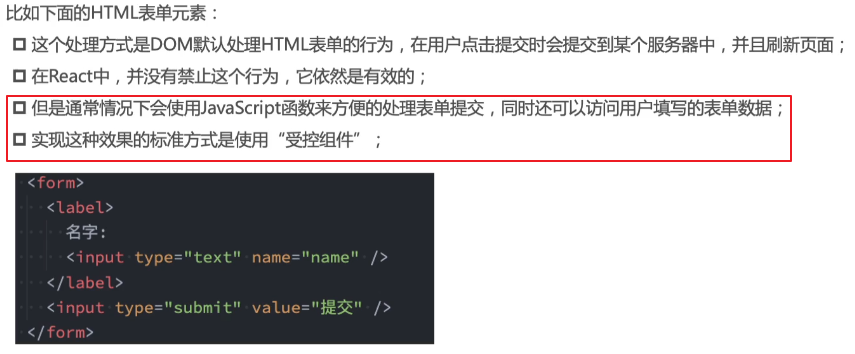 比如下面的HTML表单元素：
这个处理方式是DOM默认处理HTML表单的行为，在用户点击提交时会提交到某个服务器中，并且刷新页面；
在React中，并没有禁止这个行为，它依然是有效的；
但是通常情况下会使用JavaScript函数来方便的处理表单提交，同时还可以访问用户填写的表单数据；
实现这种效果的标准方式是使用“受控组件”；
<form>
<label>
名字:
<input type="text" name="name" />
</label>
<input type="submit" value="提交" />
</form>